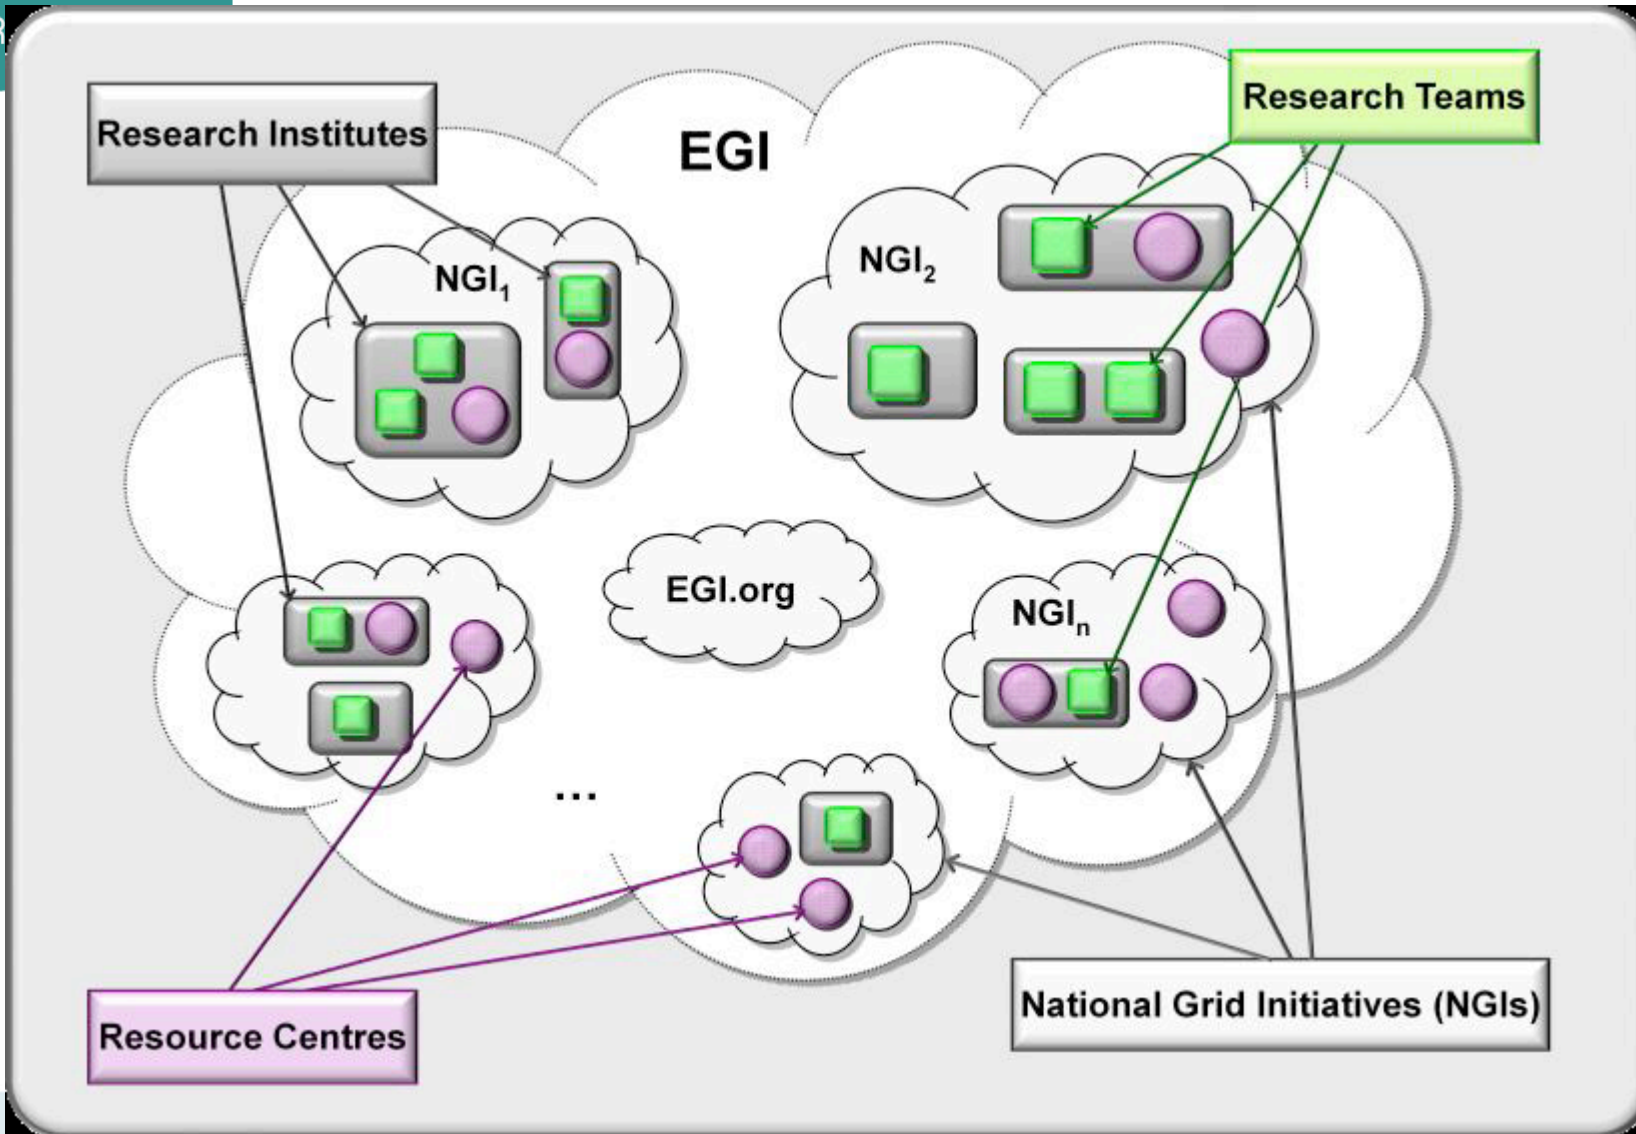 R
Research Institutes
Research Teams
EGI
NGI₁
NGI₂
EGI.org
NGIₙ
...
Resource Centres
National Grid Initiatives (NGIs)